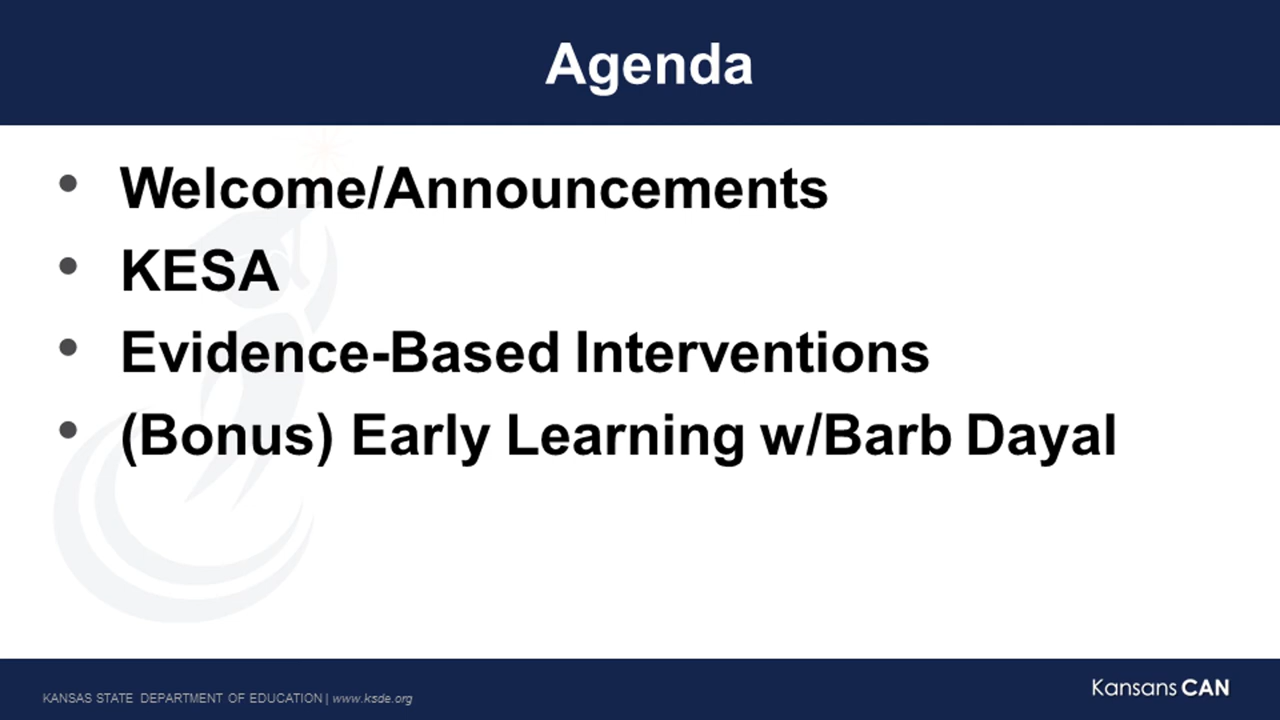 Agenda
• Welcome/Announcements
• KESA
• Evidence-Based Interventions
• (Bonus) Early Learning w/Barb Dayal
KANSAS STATE DEPARTMENT OF EDUCATION | www.ksde.org
Kansans CAN